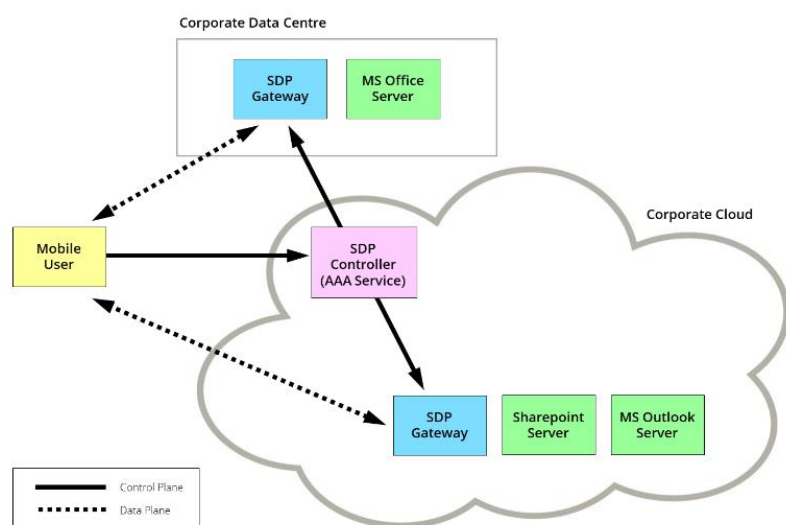 Corporate Data Centre
SDP
Gateway
MS Office
Server
Corporate Cloud
Mobile
User
SDP
Controller
(AAA Service)
SDP
Gateway
Sharepoint
Server
MS Outlook
Server
Control Plane
Data Plane